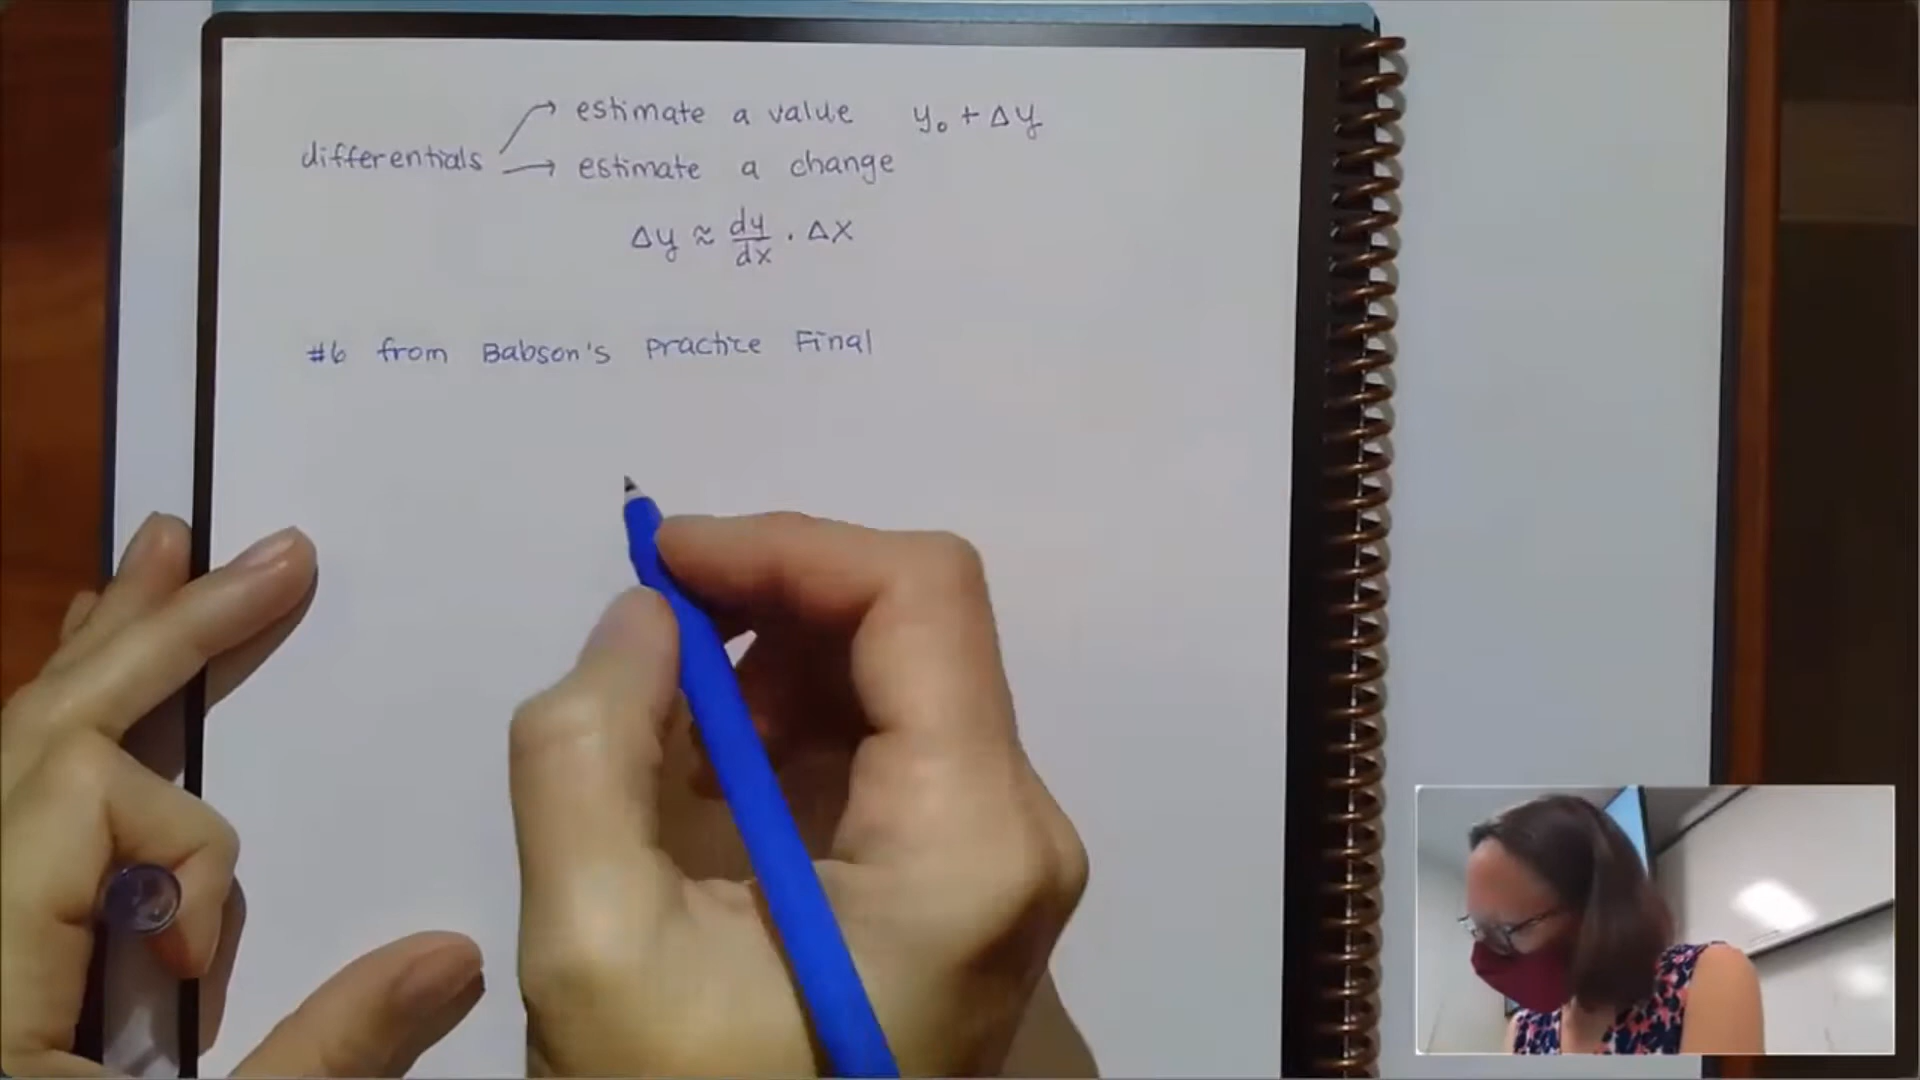 estimate a value y₀ + Δy
differentials
estimate a change
Δy ≈ dy/dx · Δx
#6 from Babson's Practice Final